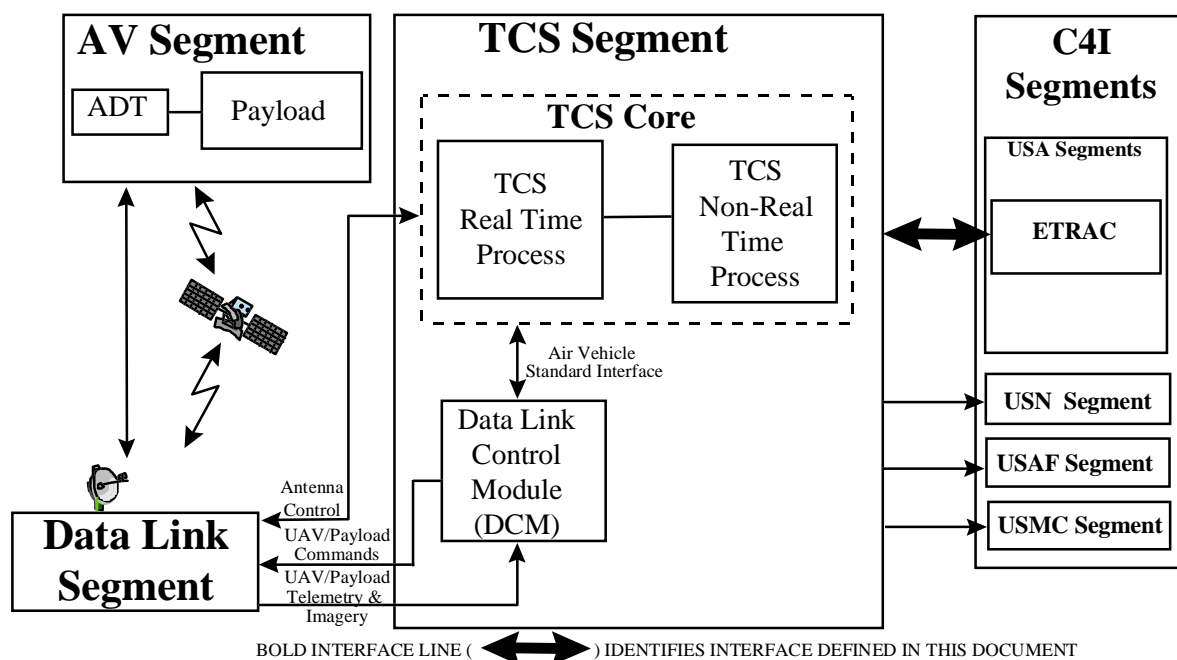 AV Segment
ADT
Payload
TCS Segment
TCS Core
TCS
Real Time
Process
TCS
Non-Real
Time
Process
Air Vehicle
Standard Interface
Data Link
Control
Module
(DCM)
C4I
Segments
USA Segments
ETRAC
USN Segment
USAF Segment
USMC Segment
Data Link
Segment
Antenna
Control
UAV/Payload
Commands
UAV/Payload
Telemetry &
Imagery
BOLD INTERFACE LINE ( ) IDENTIFIES INTERFACE DEFINED IN THIS DOCUMENT